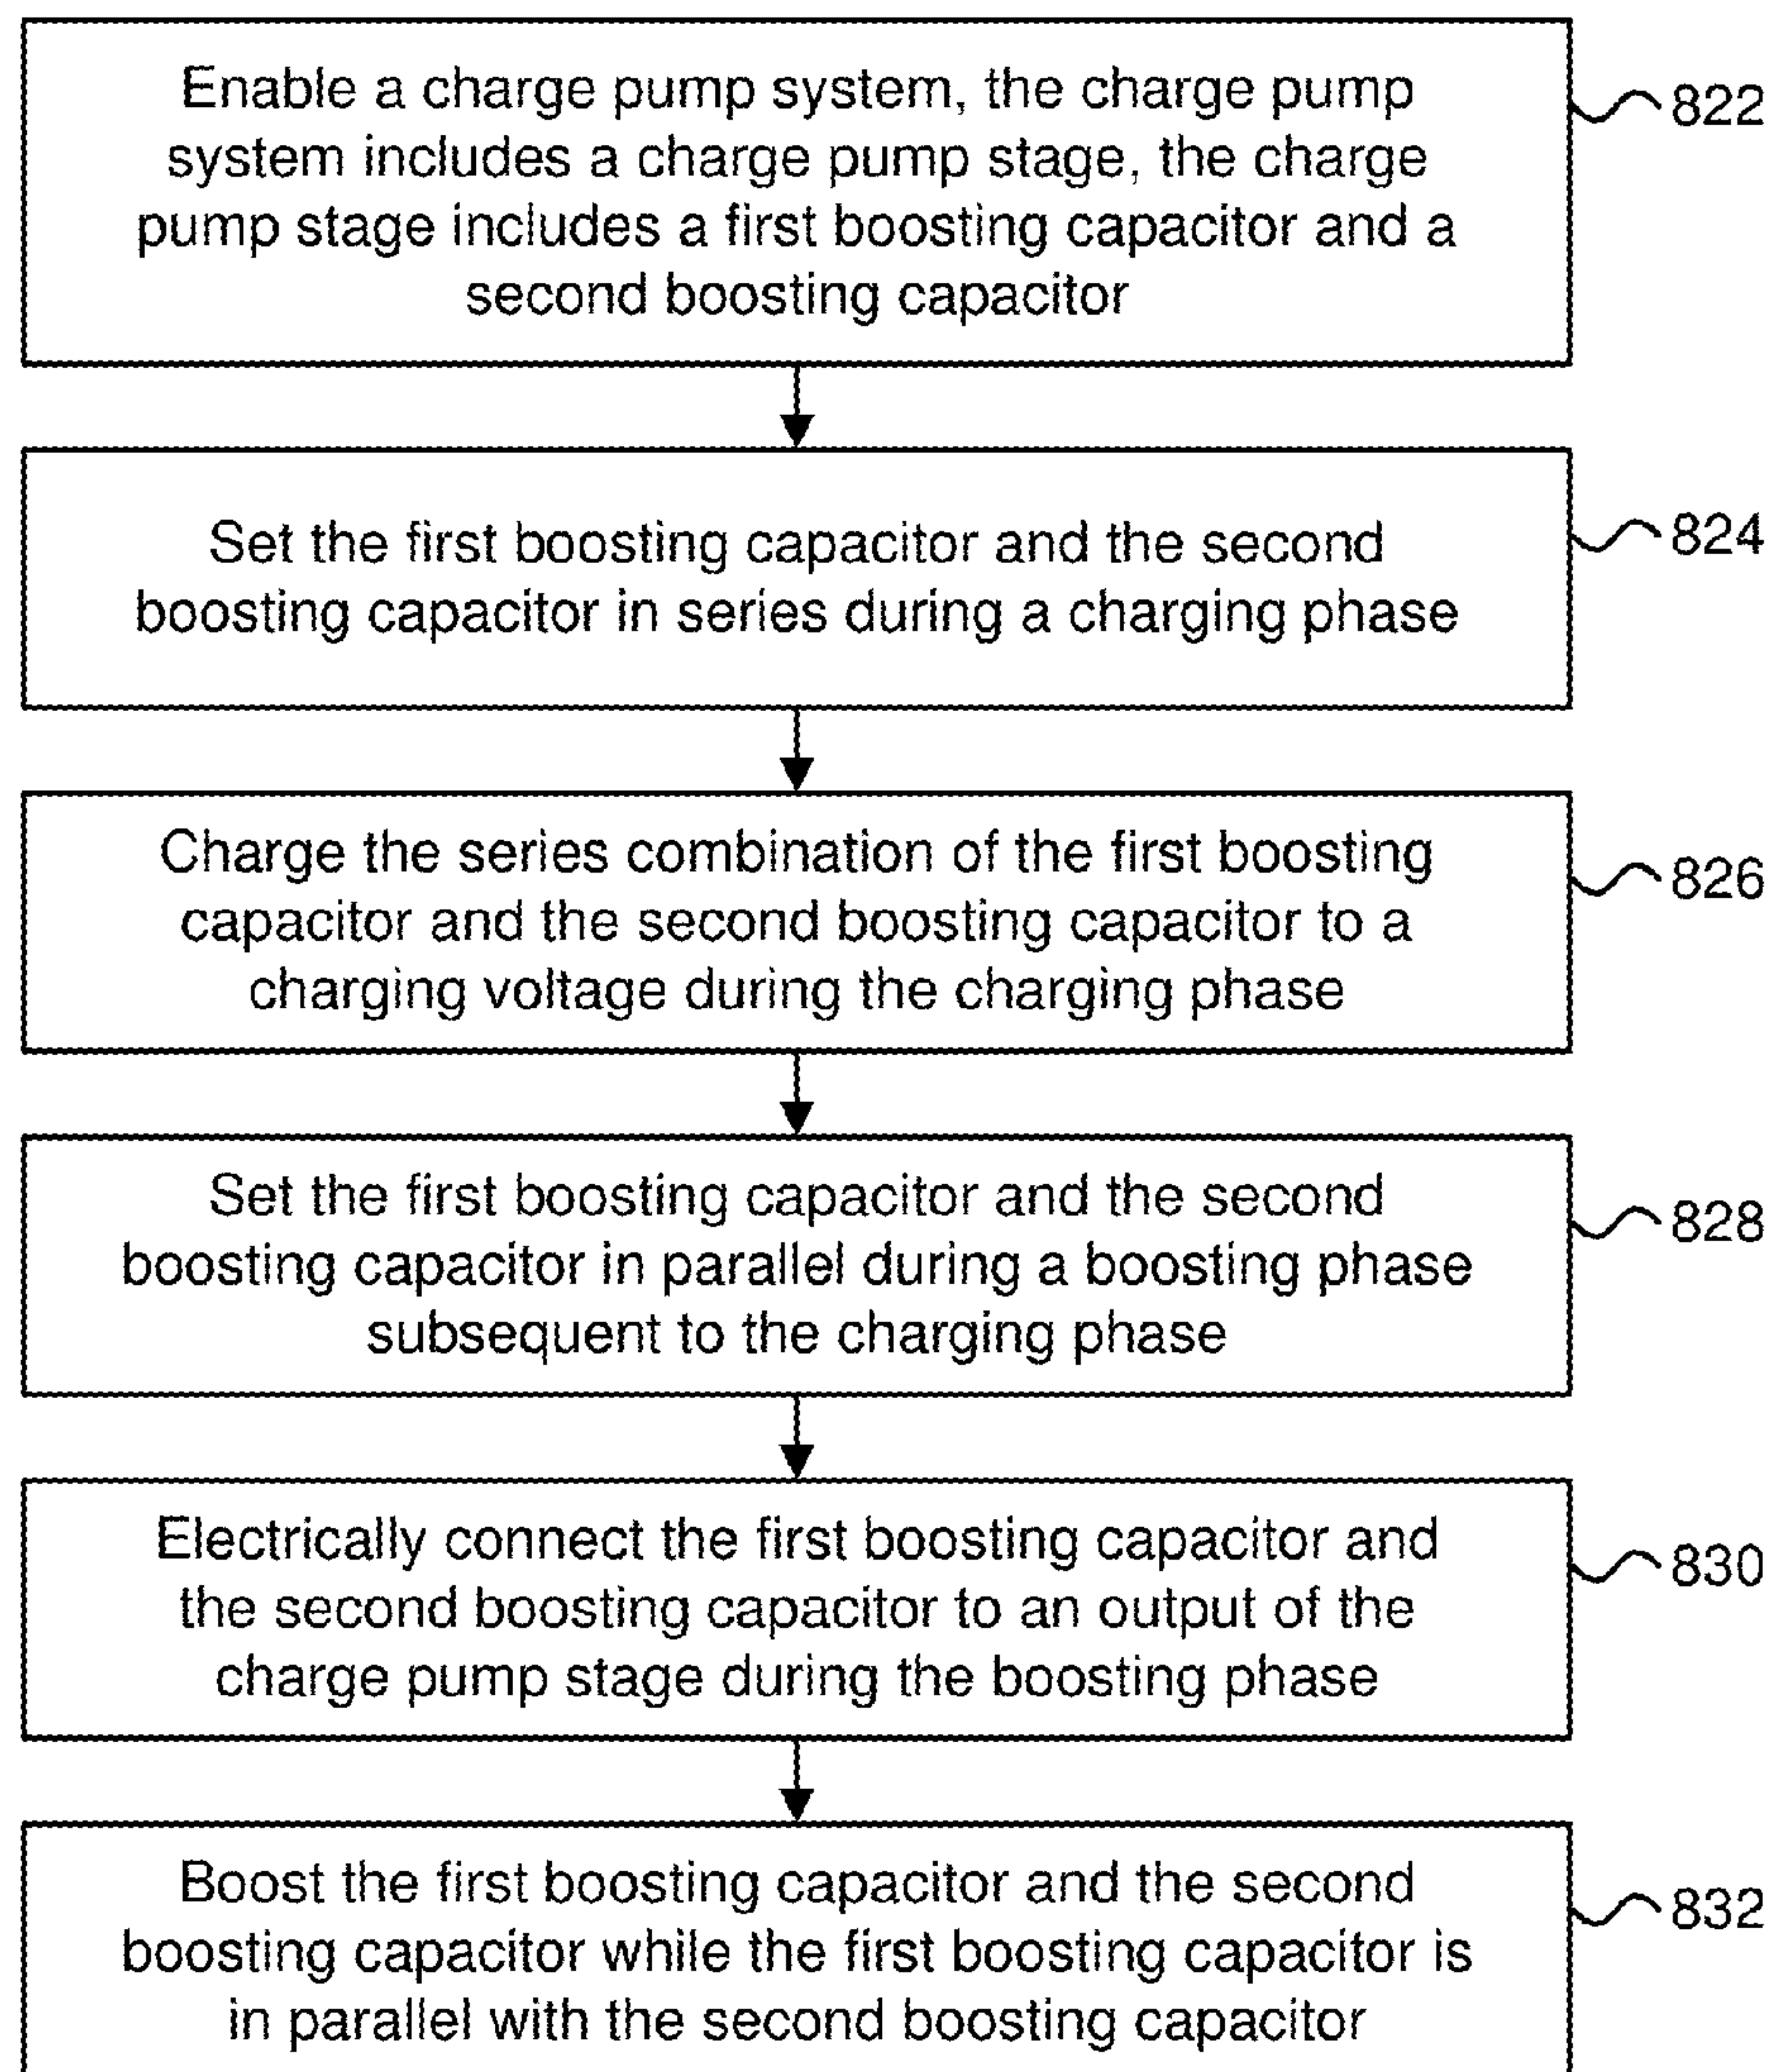 Enable a charge pump system, the charge pump
system includes a charge pump stage, the charge
pump stage includes a first boosting capacitor and a
second boosting capacitor
822
Set the first boosting capacitor and the second
boosting capacitor in series during a charging phase
824
Charge the series combination of the first boosting
capacitor and the second boosting capacitor to a
charging voltage during the charging phase
826
Set the first boosting capacitor and the second
boosting capacitor in parallel during a boosting phase
subsequent to the charging phase
828
Electrically connect the first boosting capacitor and
the second boosting capacitor to an output of the
charge pump stage during the boosting phase
830
Boost the first boosting capacitor and the second
boosting capacitor while the first boosting capacitor is
in parallel with the second boosting capacitor
832